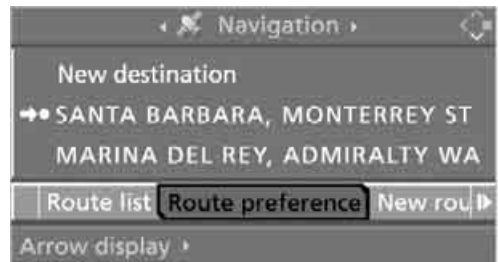 Navigation
New destination
SANTA BARBARA, MONTERREY ST
MARINA DEL REY, ADMIRALTY WA
Route list Route preference New rou
Arrow display